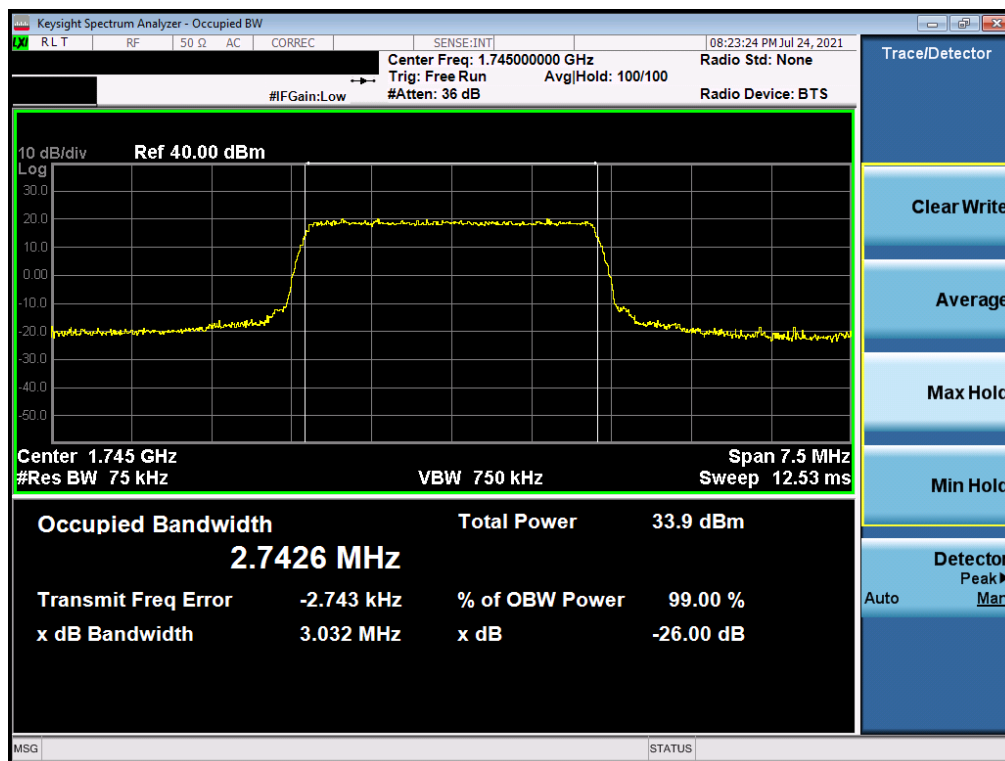 Keysight Spectrum Analyzer - Occupied BW
LXI RLT RF 50 Ω AC CORREC SENSE:INT 08:23:24 PM Jul 24, 2021
Center Freq: 1.745000000 GHz Radio Std: None
Trig: Free Run Avg|Hold: 100/100
#IFGain:Low #Atten: 36 dB Radio Device: BTS
10 dB/div Ref 40.00 dBm
Log
30.0
20.0
10.0
0.00
-10.0
-20.0
-30.0
-40.0
-50.0
Center 1.745 GHz Span 7.5 MHz
#Res BW 75 kHz VBW 750 kHz Sweep 12.53 ms
Occupied Bandwidth Total Power 33.9 dBm
2.7426 MHz
Transmit Freq Error -2.743 kHz % of OBW Power 99.00 %
x dB Bandwidth 3.032 MHz x dB -26.00 dB
MSG STATUS
Trace/Detector
Clear Write
Average
Max Hold
Min Hold
Detector
Peak
Auto Man